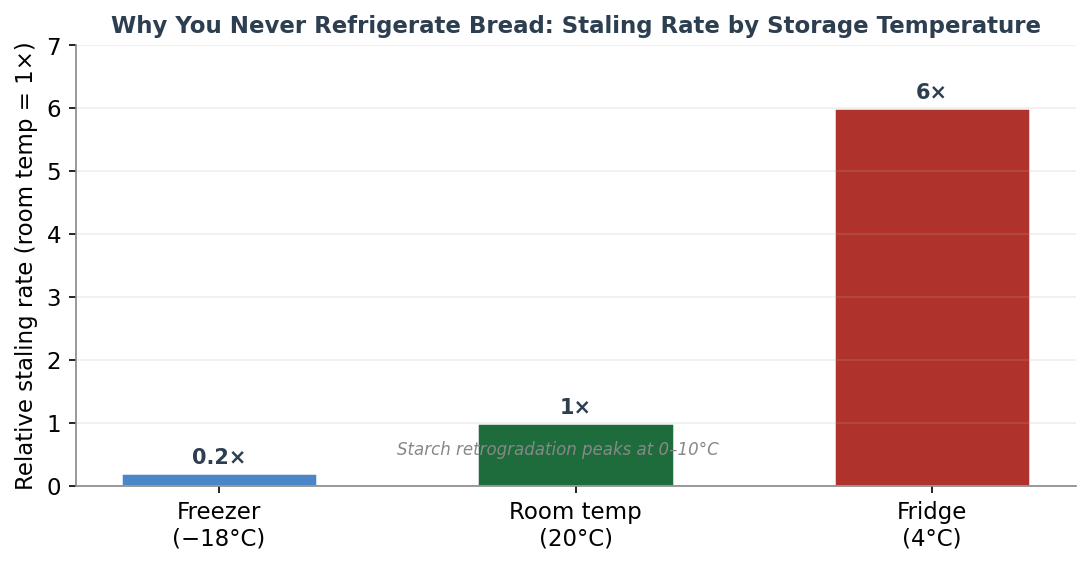 Why You Never Refrigerate Bread: Staling Rate by Storage Temperature
Relative staling rate (room temp = 1×)
7
6
5
4
3
2
1
0
0.2×
1×
6×
Starch retrogradation peaks at 0–10°C
Freezer
(−18°C)
Room temp
(20°C)
Fridge
(4°C)